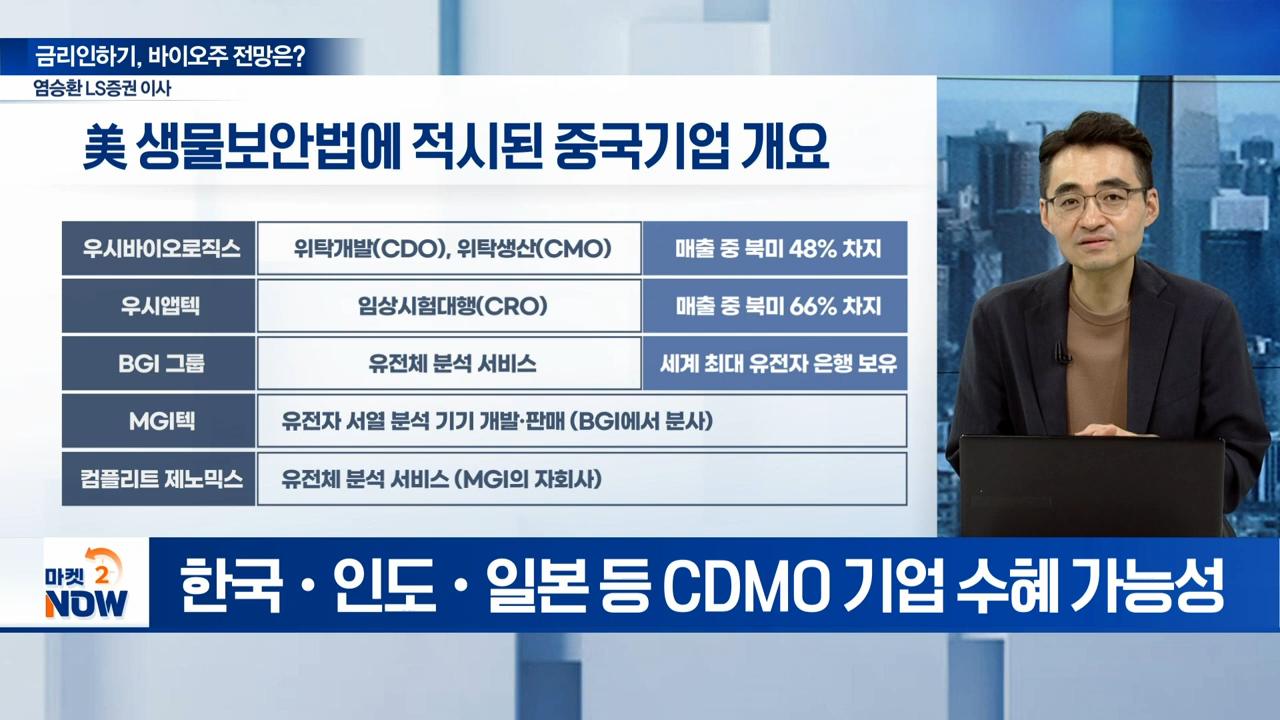 금리인하기, 바이오주 전망은?
염승환 LS증권 이사
美 생물보안법에 적시된 중국기업 개요
우시바이오로직스 위탁개발(CDO), 위탁생산(CMO) 매출 중 북미 48% 차지
우시앱텍 임상시험대행(CRO) 매출 중 북미 66% 차지
BGI 그룹 유전체 분석 서비스 세계 최대 유전자 은행 보유
MGI텍 유전자 서열 분석 기기 개발·판매 (BGI에서 분사)
컴플리트 제노믹스 유전체 분석 서비스 (MGI의 자회사)
마켓 2
NOW
한국·인도·일본 등 CDMO 기업 수혜 가능성